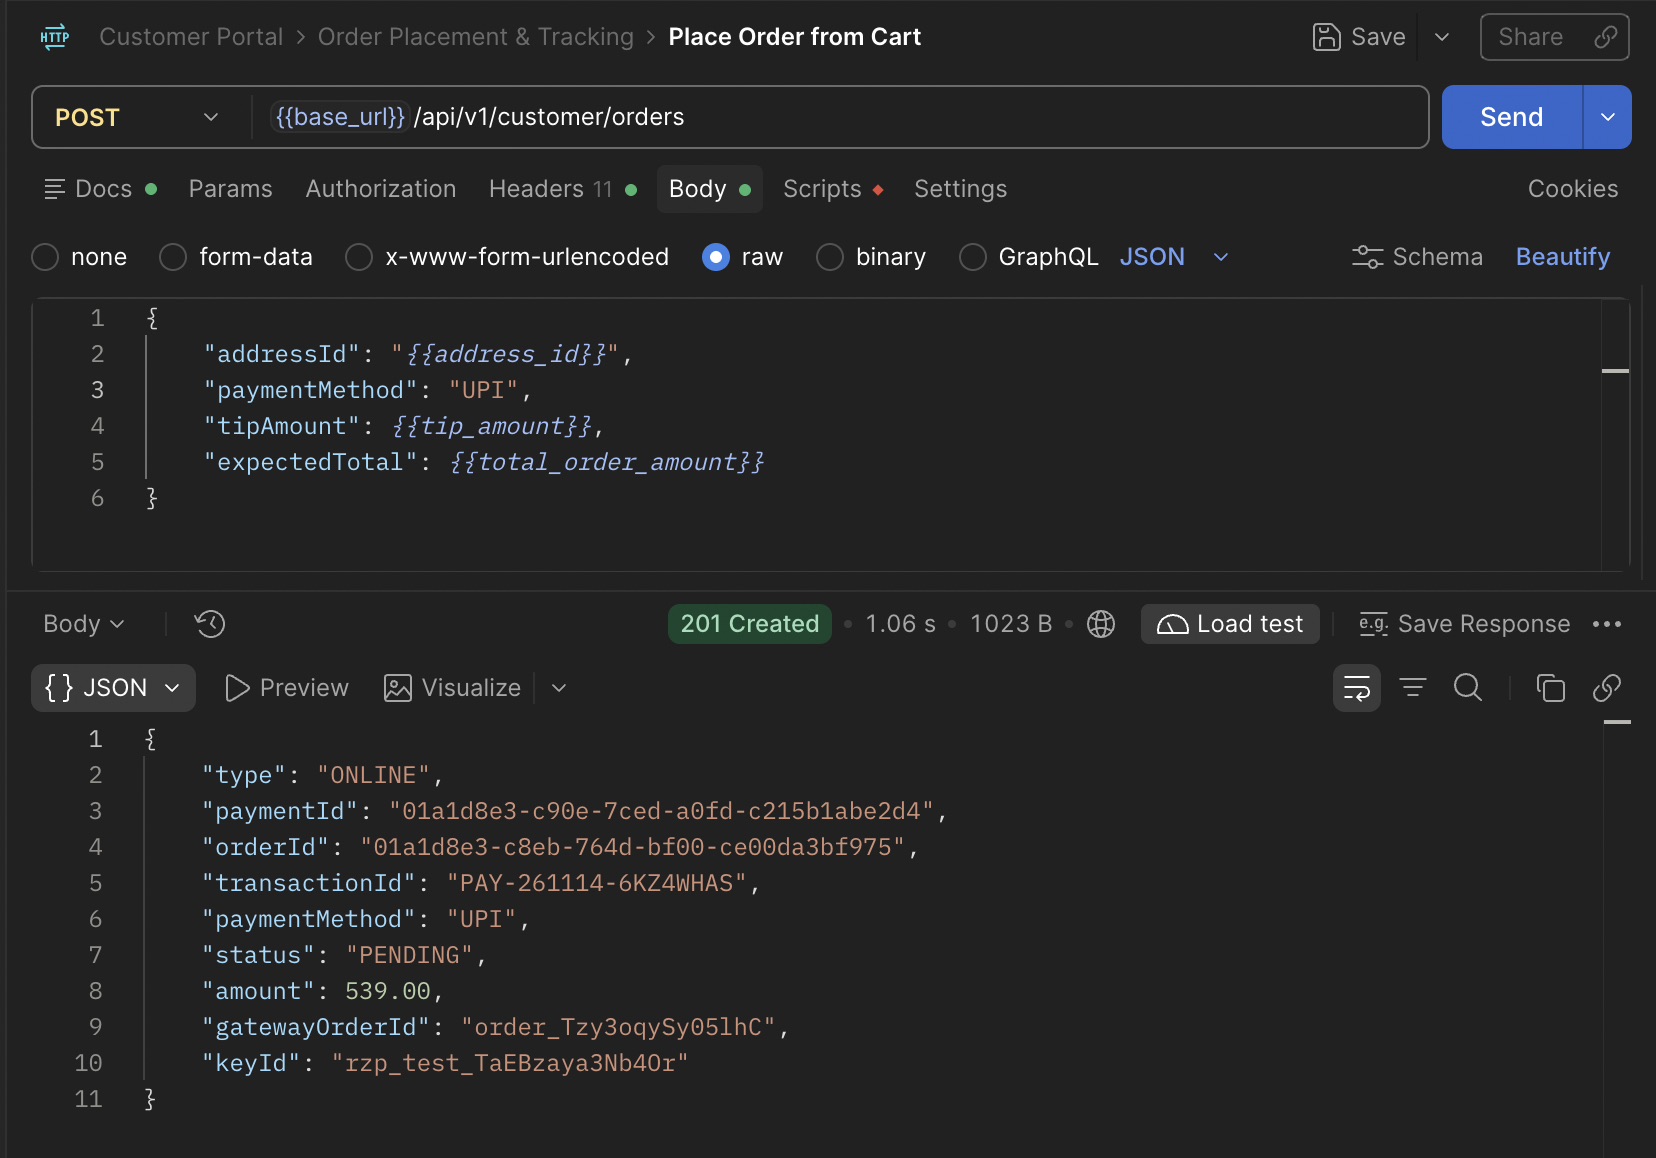 HTTP Customer Portal > Order Placement & Tracking > Place Order from Cart Save Share
POST {{base_url}}/api/v1/customer/orders Send
Docs Params Authorization Headers 11 Body Scripts Settings Cookies
none form-data x-www-form-urlencoded raw binary GraphQL JSON Schema Beautify
1 {
2 "addressId": "{{address_id}}",
3 "paymentMethod": "UPI",
4 "tipAmount": {{tip_amount}},
5 "expectedTotal": {{total_order_amount}}
6 }
Body 201 Created • 1.06 s • 1023 B • Load test e.g. Save Response
{} JSON Preview Visualize
1 {
2 "type": "ONLINE",
3 "paymentId": "01a1d8e3-c90e-7ced-a0fd-c215b1abe2d4",
4 "orderId": "01a1d8e3-c8eb-764d-bf00-ce00da3bf975",
5 "transactionId": "PAY-261114-6KZ4WHAS",
6 "paymentMethod": "UPI",
7 "status": "PENDING",
8 "amount": 539.00,
9 "gatewayOrderId": "order_Tzy3oqySy05lhC",
10 "keyId": "rzp_test_TaEBzaya3Nb4Or"
11 }